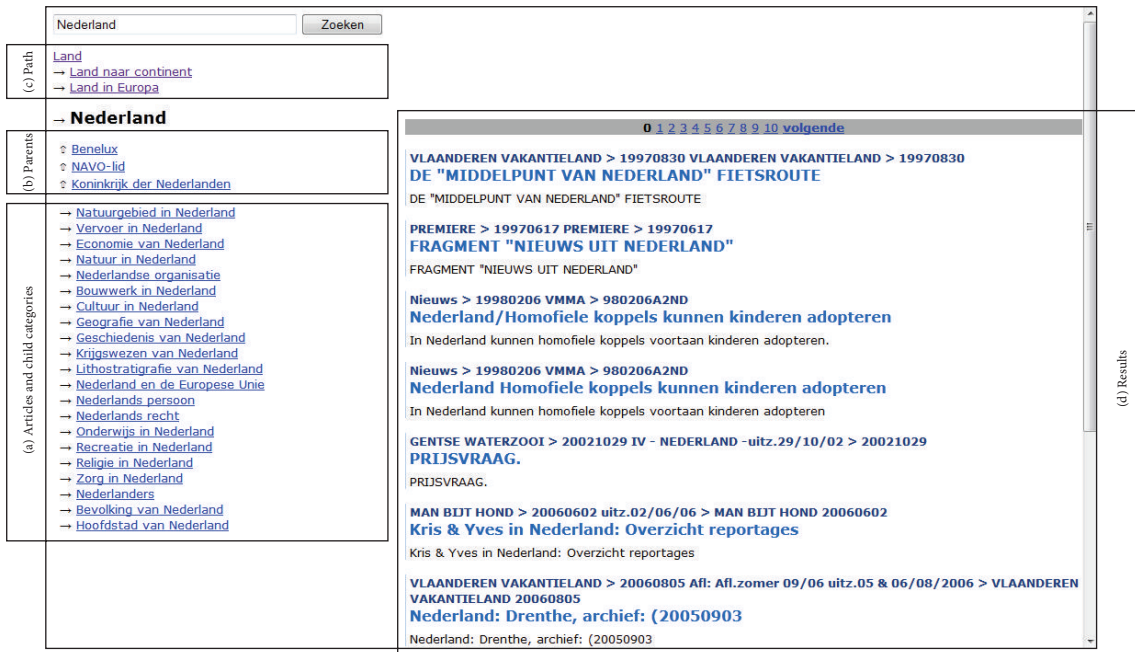 Nederland
Zoeken
(c) Path
Land
→ Land naar continent
→ Land in Europa
→ Nederland
(b) Parents
⇧ Benelux
⇧ NAVO-lid
⇧ Koninkrijk der Nederlanden
(a) Articles and child categories
→ Natuurgebied in Nederland
→ Vervoer in Nederland
→ Economie van Nederland
→ Natuur in Nederland
→ Nederlandse organisatie
→ Bouwwerk in Nederland
→ Cultuur in Nederland
→ Geografie van Nederland
→ Geschiedenis van Nederland
→ Krijgswezen van Nederland
→ Lithostratigrafie van Nederland
→ Nederland en de Europese Unie
→ Nederlands persoon
→ Nederlands recht
→ Onderwijs in Nederland
→ Recreatie in Nederland
→ Religie in Nederland
→ Zorg in Nederland
→ Nederlanders
→ Bevolking van Nederland
→ Hoofdstad van Nederland
(d) Results
0 1 2 3 4 5 6 7 8 9 10 volgende
VLAANDEREN VAKANTIELAND > 19970830 VLAANDEREN VAKANTIELAND > 19970830
DE "MIDDELPUNT VAN NEDERLAND" FIETSROUTE
DE "MIDDELPUNT VAN NEDERLAND" FIETSROUTE
PREMIERE > 19970617 PREMIERE > 19970617
FRAGMENT "NIEUWS UIT NEDERLAND"
FRAGMENT "NIEUWS UIT NEDERLAND"
Nieuws > 19980206 VMMA > 980206A2ND
Nederland/Homofiele koppels kunnen kinderen adopteren
In Nederland kunnen homofiele koppels voortaan kinderen adopteren.
Nieuws > 19980206 VMMA > 980206A2ND
Nederland Homofiele koppels kunnen kinderen adopteren
In Nederland kunnen homofiele koppels voortaan kinderen adopteren
GENTSE WATERZOOI > 20021029 IV - NEDERLAND -uitz.29/10/02 > 20021029
PRIJSVRAAG.
PRIJSVRAAG.
MAN BIJT HOND > 20060602 uitz.02/06/06 > MAN BIJT HOND 20060602
Kris & Yves in Nederland: Overzicht reportages
Kris & Yves in Nederland: Overzicht reportages
VLAANDEREN VAKANTIELAND > 20060805 Afl: Afl.zomer 09/06 uitz.05 & 06/08/2006 > VLAANDEREN
VAKANTIELAND 20060805
Nederland: Drenthe, archief: (20050903
Nederland: Drenthe, archief: (20050903